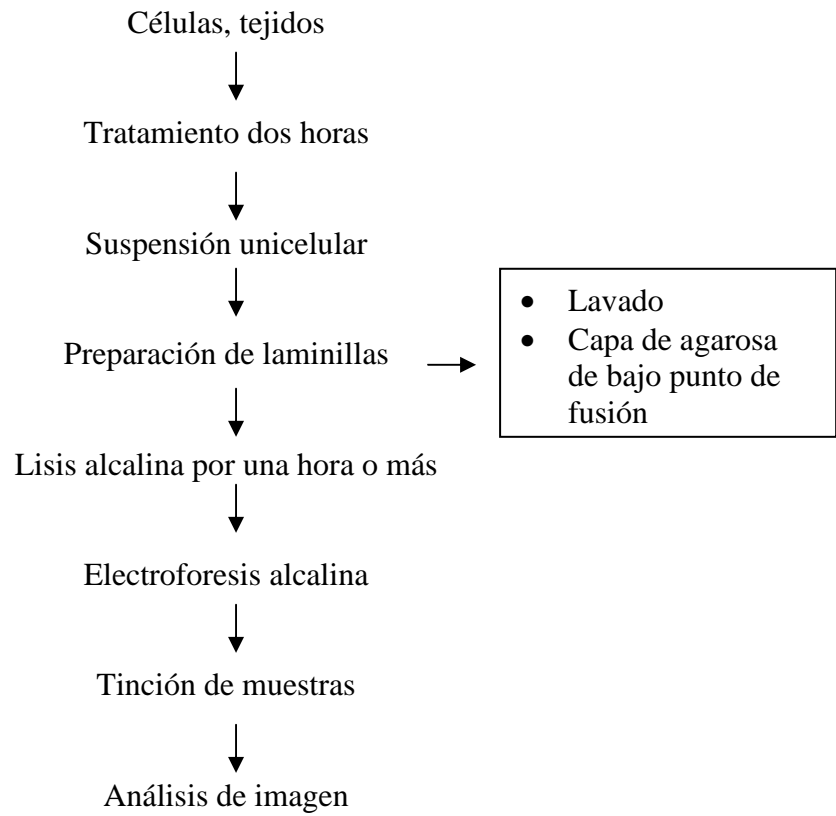 Células, tejidos
Tratamiento dos horas
Suspensión unicelular
Preparación de laminillas
• Lavado
• Capa de agarosa
de bajo punto de
fusión
Lisis alcalina por una hora o más
Electroforesis alcalina
Tinción de muestras
Análisis de imagen